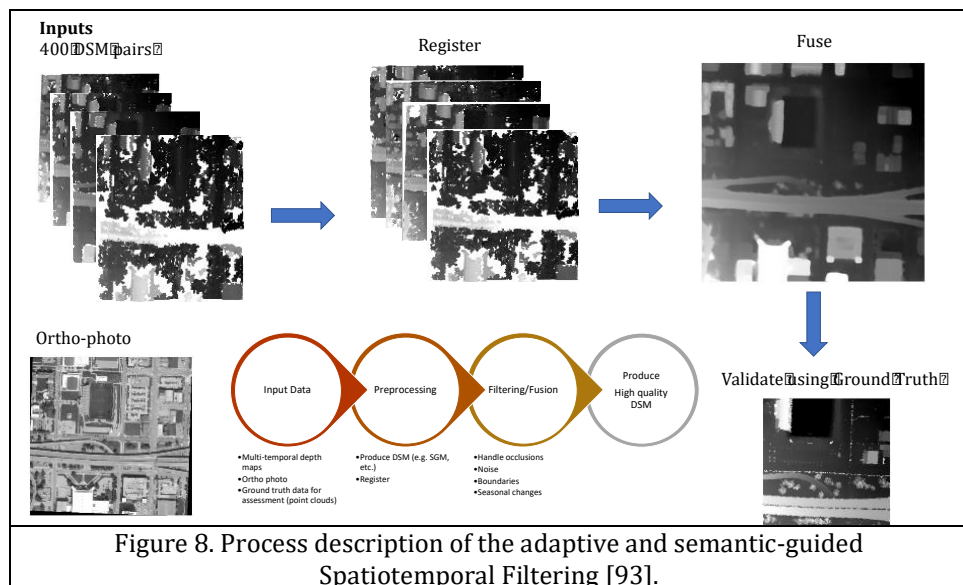 Inputs
400 DSM pairs
Register
Fuse
Ortho-photo
Input Data
Preprocessing
Filtering/Fusion
Produce
High quality
DSM
•Multi-temporal depth
maps
•Ortho photo
•Ground truth data for
assessment (point clouds)
•Produce DSM (e.g. SGM,
etc.)
•Register
•Handle occlusions
•Noise
•Boundaries
•Seasonal changes
Validate using Ground Truth
Figure 8. Process description of the adaptive and semantic-guided
Spatiotemporal Filtering [93].